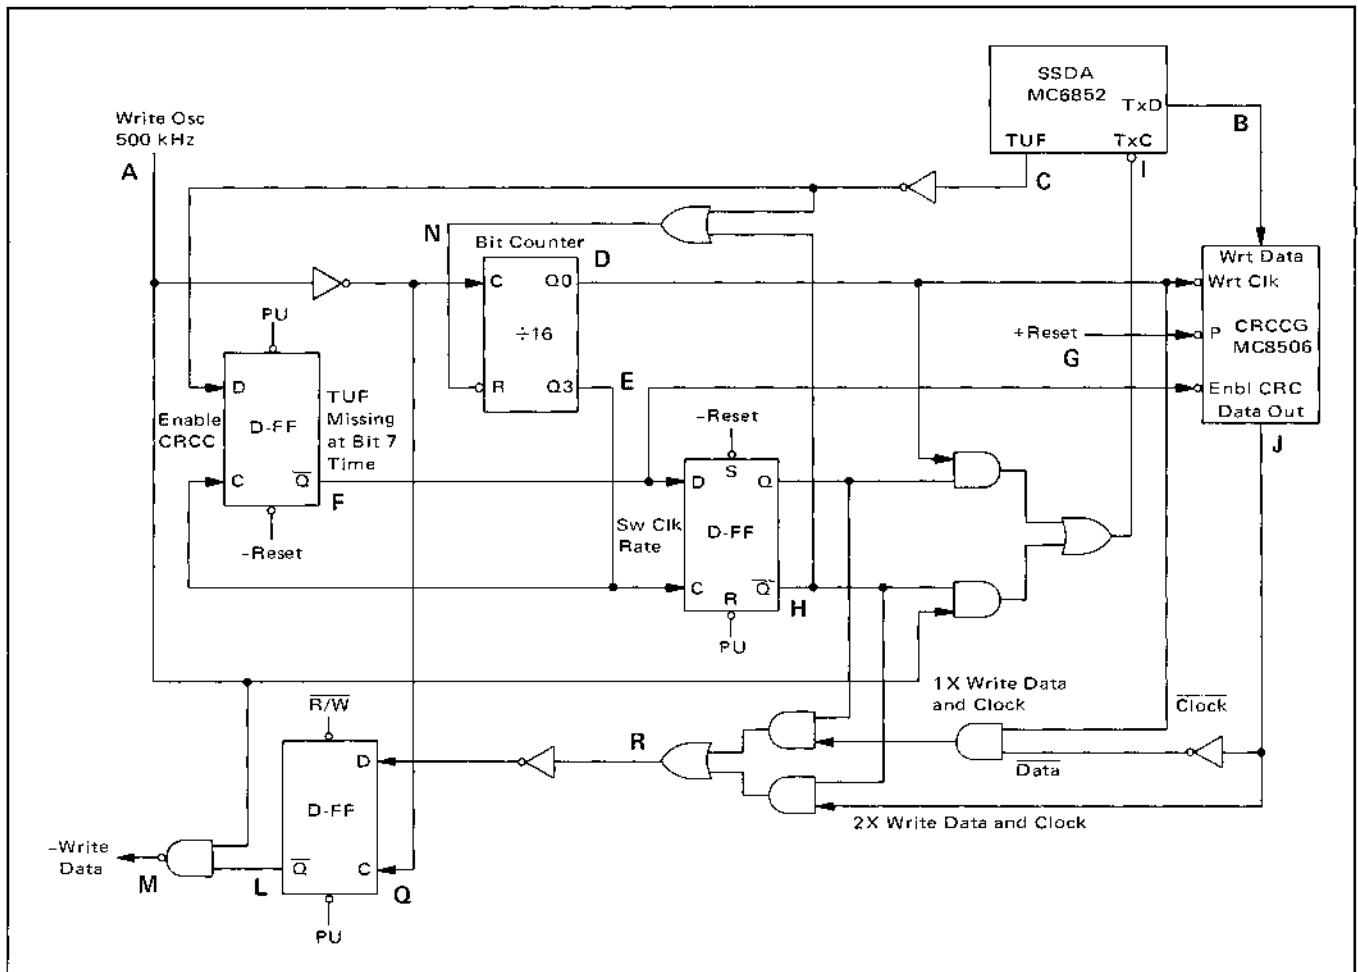 SSDA
MC6852
TxD
B
TUF
TxC
I
C
Write Osc
500 kHz
A
N
Bit Counter
D
C
Q0
÷16
R
Q3
E
Wrt Data
Wrt Clk
+Reset
G
P
CRCCG
MC8506
Enbl CRC
Data Out
J
PU
D
Enable
CRCC
D-FF
TUF
Missing
at Bit 7
Time
C
Q
F
-Reset
-Reset
S
D
Q
Sw Clk
Rate
D-FF
C
Q
R
H
PU
1X Write Data
and Clock
Clock
R/W
R
D
Data
D-FF
2X Write Data and Clock
-Write
Data
M
L
Q
C
Q
PU